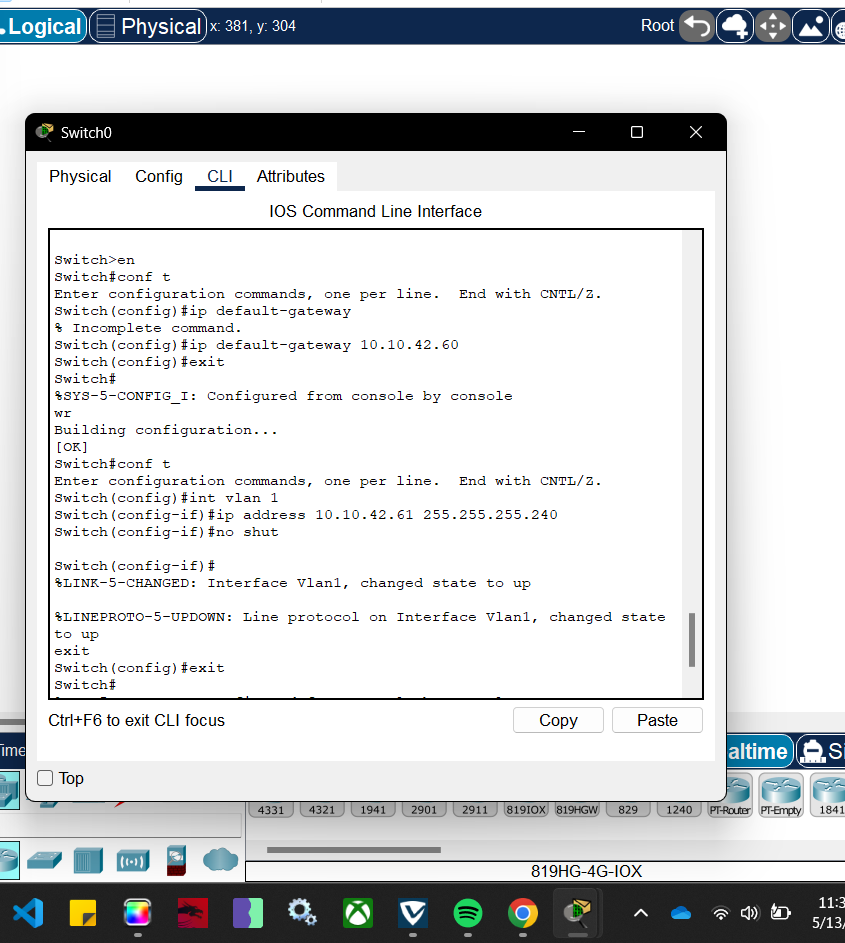 Logical
Physical
x: 381, y: 304
Root
Switch0
Physical
Config
CLI
Attributes
IOS Command Line Interface
Switch>en
Switch#conf t
Enter configuration commands, one per line.  End with CNTL/Z.
Switch(config)#ip default-gateway
% Incomplete command.
Switch(config)#ip default-gateway 10.10.42.60
Switch(config)#exit
Switch#
%SYS-5-CONFIG_I: Configured from console by console
wr
Building configuration...
[OK]
Switch#conf t
Enter configuration commands, one per line.  End with CNTL/Z.
Switch(config)#int vlan 1
Switch(config-if)#ip address 10.10.42.61 255.255.255.240
Switch(config-if)#no shut
Switch(config-if)#
%LINK-5-CHANGED: Interface Vlan1, changed state to up
%LINEPROTO-5-UPDOWN: Line protocol on Interface Vlan1, changed state
to up
exit
Switch(config)#exit
Switch#
Ctrl+F6 to exit CLI focus
Copy
Paste
Top
4331
4321
1941
2901
2911
819IOX
819HGW
829
1240
PT-Router
PT-Empty
1841
819HG-4G-IOX
11:3
5/13/